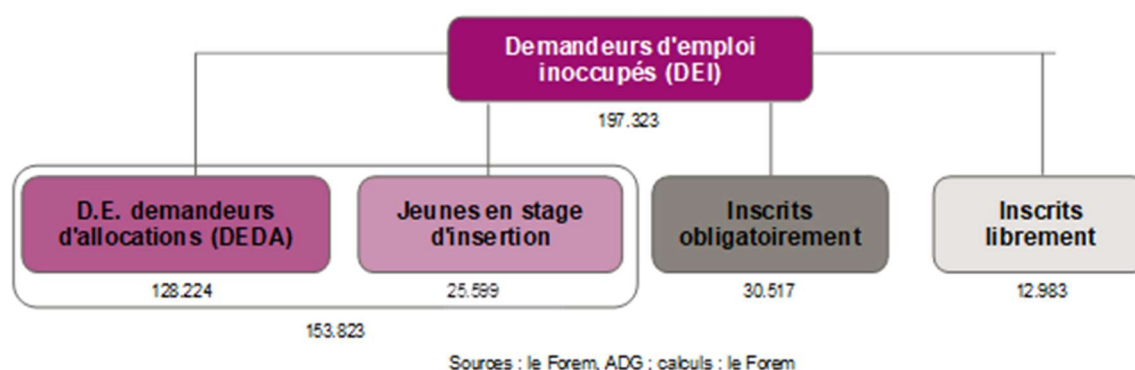 Demandeurs d'emploi
inoccupés (DEI)
197.323
D.E. demandeurs
d'allocations (DEDA)
Jeunes en stage
d'insertion
Inscrits
obligatoirement
Inscrits
librement
128.224
25.599
30.517
12.983
153.823
Sources : le Forem, ADG ; calculs : le Forem